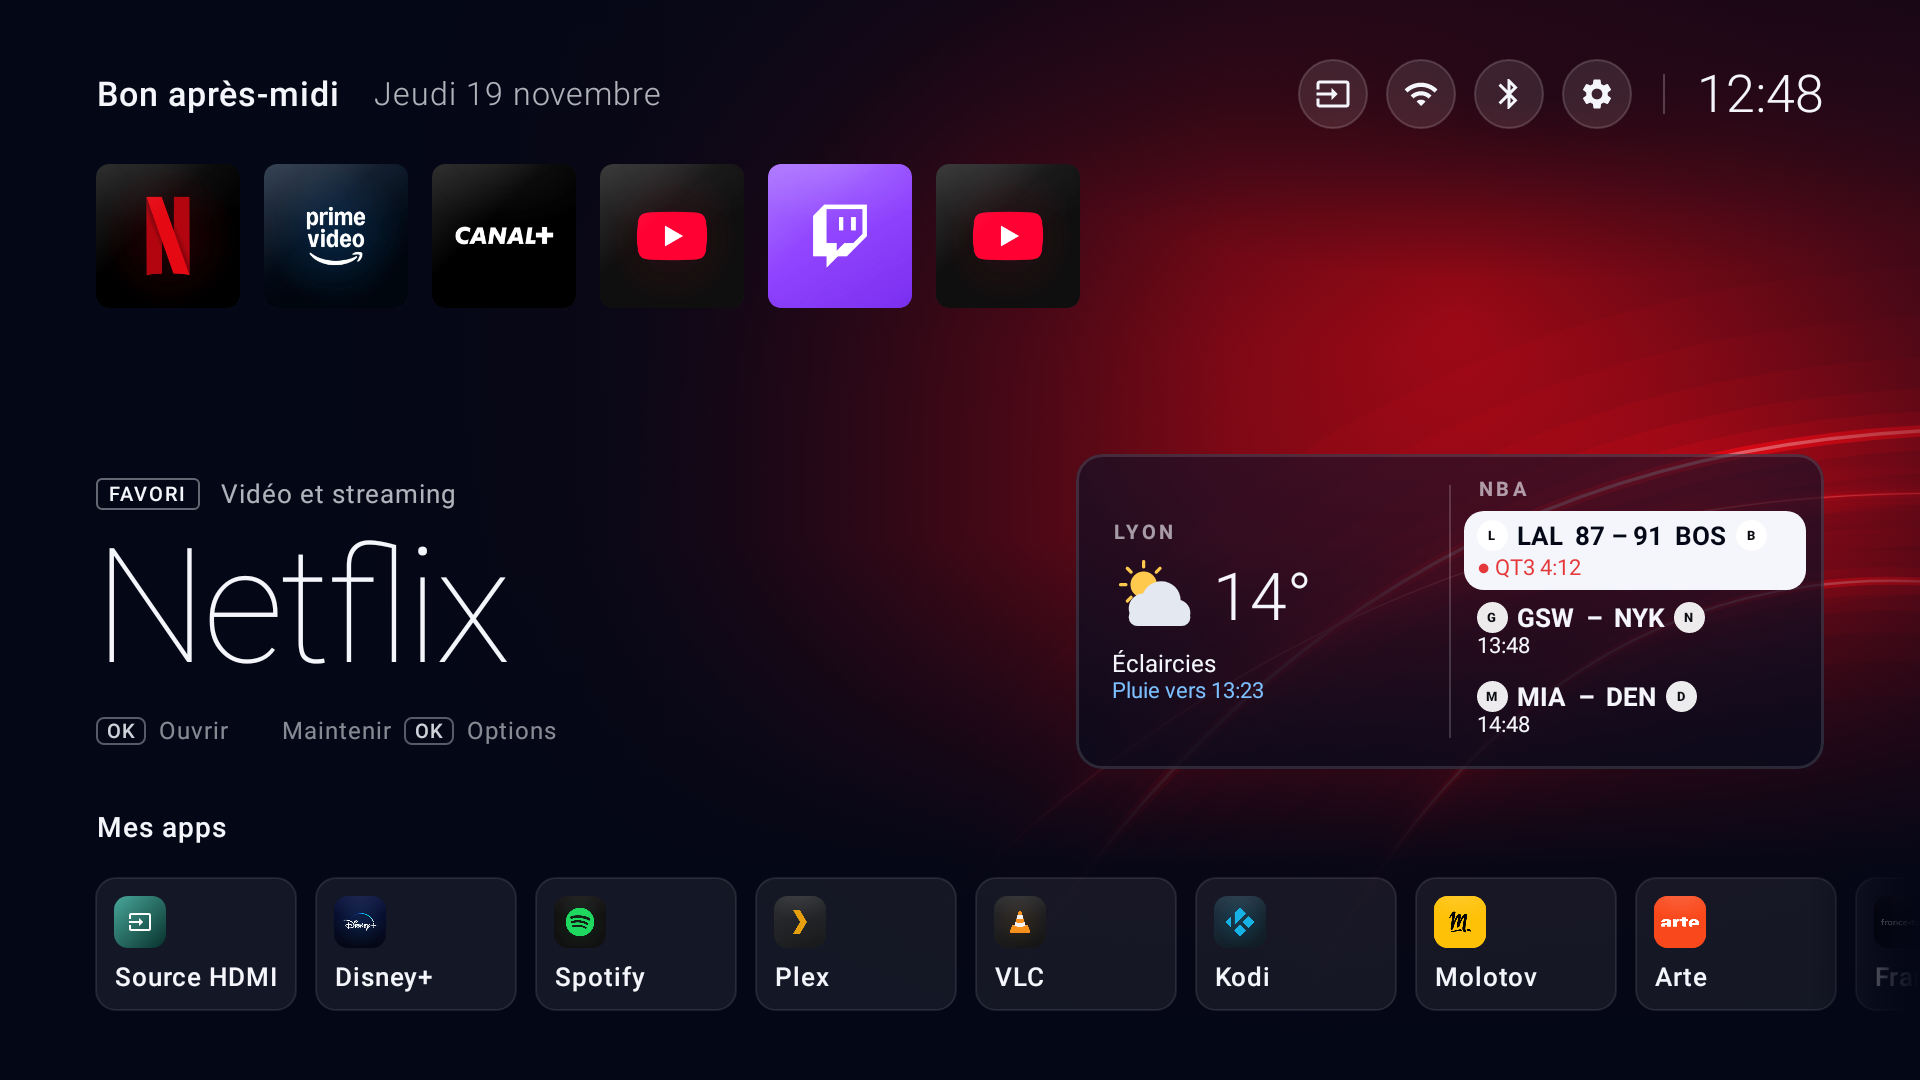 Bon après-midi Jeudi 19 novembre
12:48
prime video
CANAL+
FAVORI Vidéo et streaming
Netflix
OK Ouvrir Maintenir OK Options
LYON
14°
Éclaircies
Pluie vers 13:23
NBA
L LAL 87 – 91 BOS B
QT3 4:12
G GSW – NYK N
13:48
M MIA – DEN D
14:48
Mes apps
Disney+
arte
Source HDMI
Disney+
Spotify
Plex
VLC
Kodi
Molotov
Arte
Fra